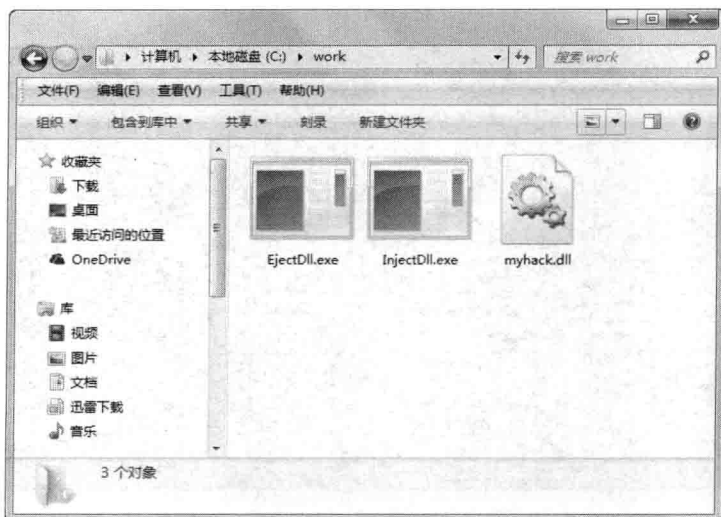 计算机 ▸ 本地磁盘 (C:) ▸ work
搜索 work
文件(F) 编辑(E) 查看(V) 工具(T) 帮助(H)
组织 包含到库中 共享 刻录 新建文件夹
收藏夹
下载
桌面
最近访问的位置
OneDrive
库
视频
图片
文档
迅雷下载
音乐
EjectDll.exe InjectDll.exe myhack.dll
3 个对象